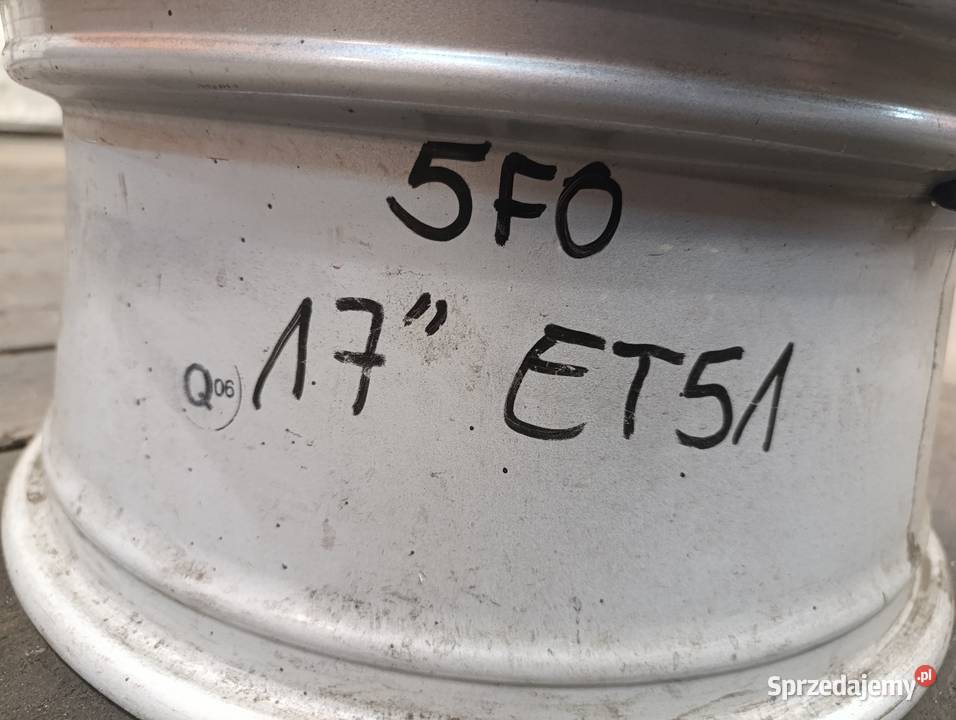 5F0
17" ET51
Q06
Sprzedajemy.pl